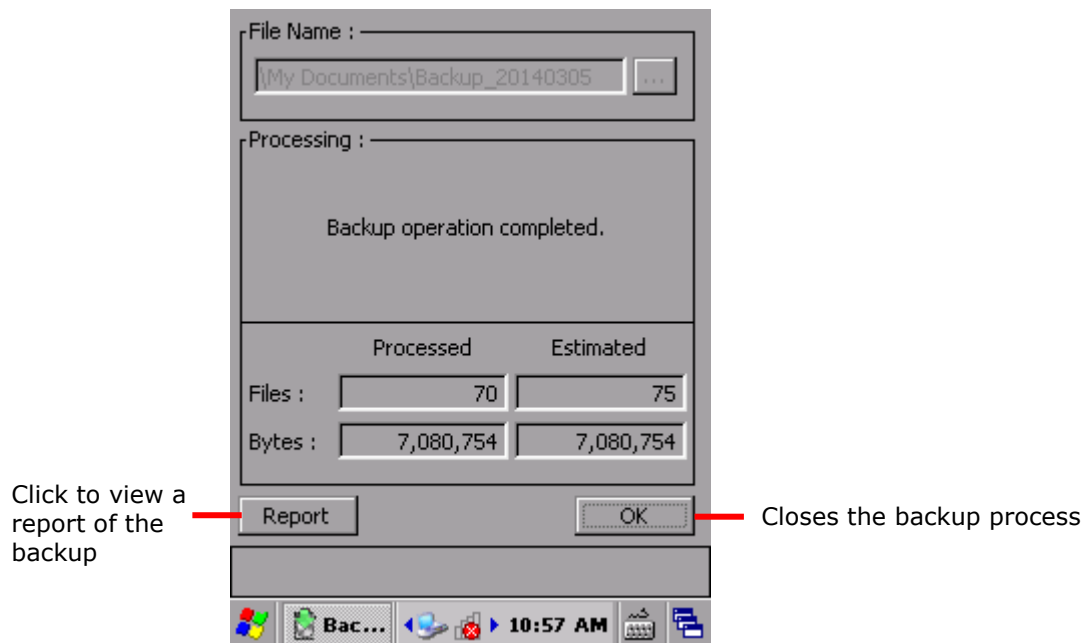 File Name :
\My Documents\Backup_20140305
...
Processing :
Backup operation completed.
Processed Estimated
Files : 70 75
Bytes : 7,080,754 7,080,754
Click to view a
report of the
backup
Report
OK
Closes the backup process
Bac...
10:57 AM